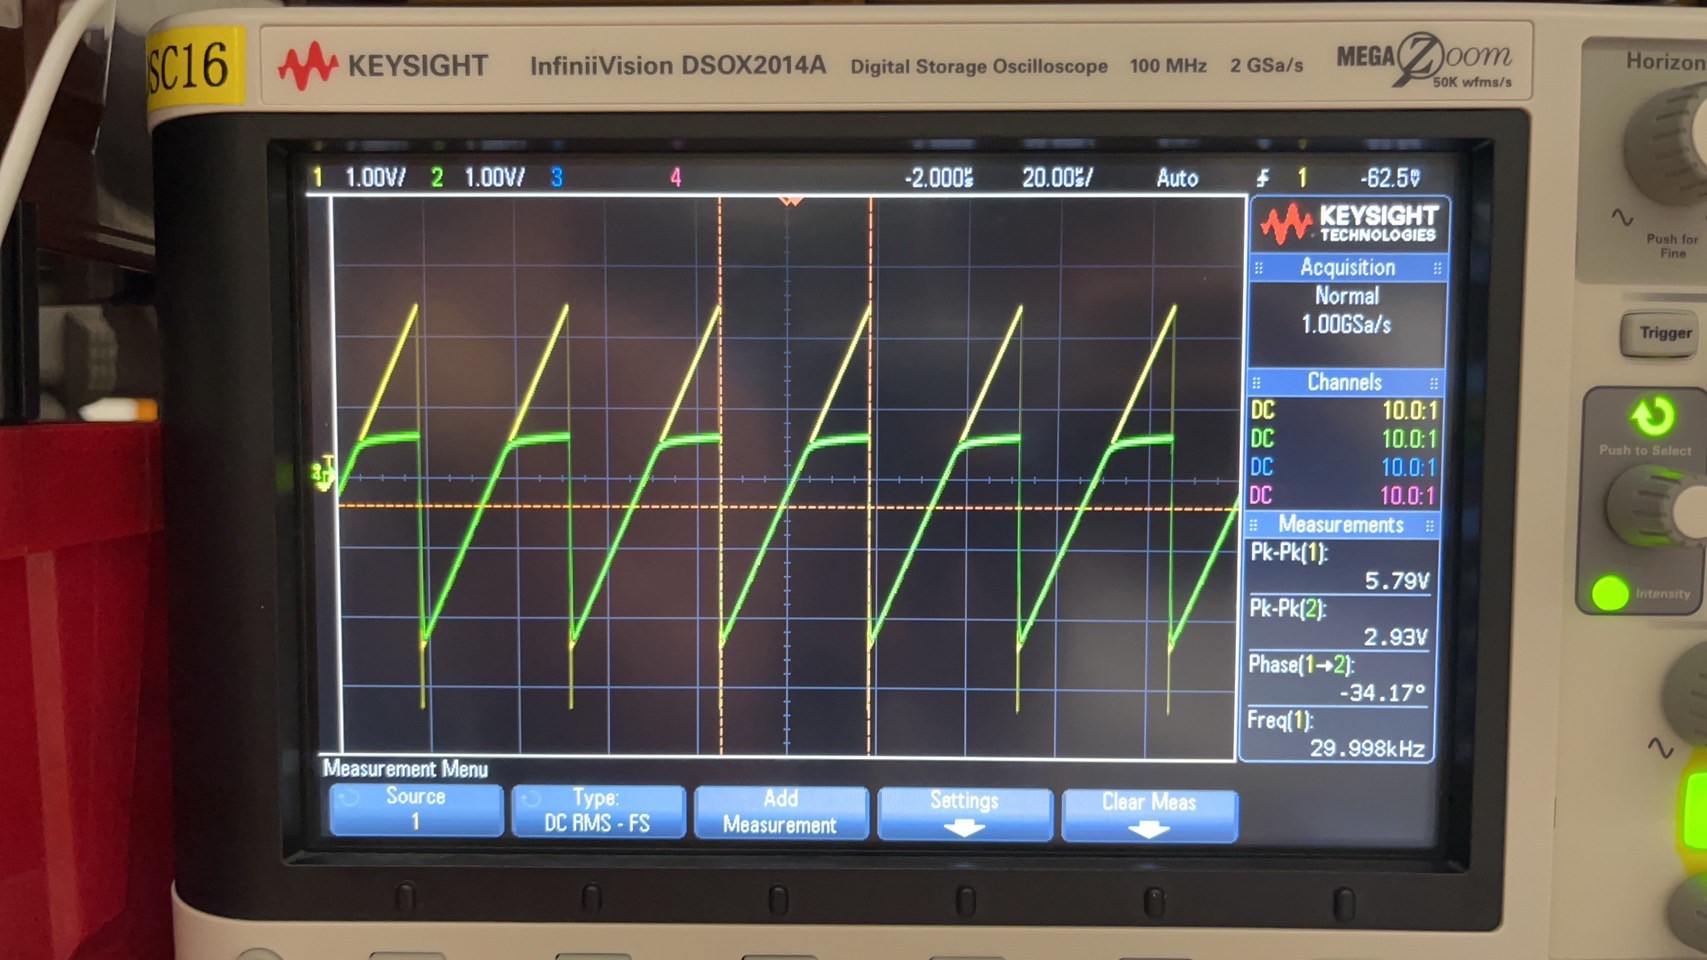 SC16
KEYSIGHT InfiniiVision DSOX2014A Digital Storage Oscilloscope 100 MHz 2 GSa/s MEGA Zoom
50K wfms/s
Horizon
Push for
Fine
Trigger
Push to Select
Intensity
1 1.00V/ 2 1.00V/ 3 4 -2.000s 20.00s/ Auto 1 -62.5V
KEYSIGHT
TECHNOLOGIES
Acquisition
Normal
1.00GSa/s
Channels
DC 10.0:1
DC 10.0:1
DC 10.0:1
DC 10.0:1
Measurements
Pk-Pk(1):
5.79V
Pk-Pk(2):
2.93V
Phase(1→2):
-34.17°
Freq(1):
29.998kHz
Measurement Menu
Source
1
Type:
DC RMS - FS
Add
Measurement
Settings
Clear Meas